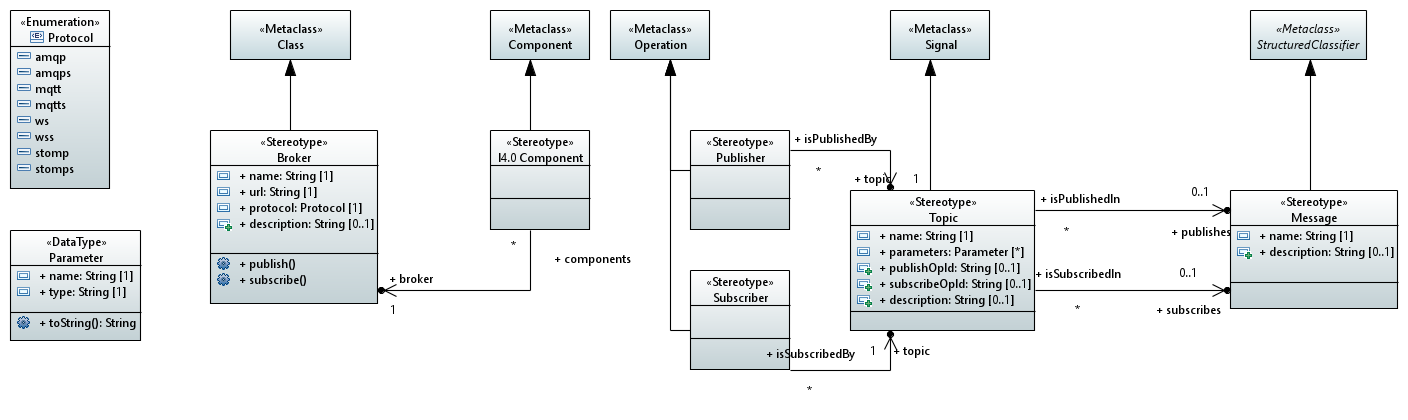 «Enumeration»
Protocol
amqp
amqps
mqtt
mqtts
ws
wss
stomp
stomps
«DataType»
Parameter
+ name: String [1]
+ type: String [1]
+ toString(): String
«Metaclass»
Class
«Stereotype»
Broker
+ name: String [1]
+ url: String [1]
+ protocol: Protocol [1]
+ description: String [0..1]
+ publish()
+ subscribe()
«Metaclass»
Component
«Stereotype»
I4.0 Component
*
+ components
+ broker
1
«Metaclass»
Operation
«Stereotype»
Publisher
+ isPublishedBy
*
+ topic
1
«Stereotype»
Subscriber
+ isSubscribedBy
*
1
+ topic
«Metaclass»
Signal
«Stereotype»
Topic
+ name: String [1]
+ parameters: Parameter [*]
+ publishOpId: String [0..1]
+ subscribeOpId: String [0..1]
+ description: String [0..1]
+ isPublishedIn
*
0..1
+ publishes
+ isSubscribedIn
*
0..1
+ subscribes
«Metaclass»
StructuredClassifier
«Stereotype»
Message
+ name: String [1]
+ description: String [0..1]